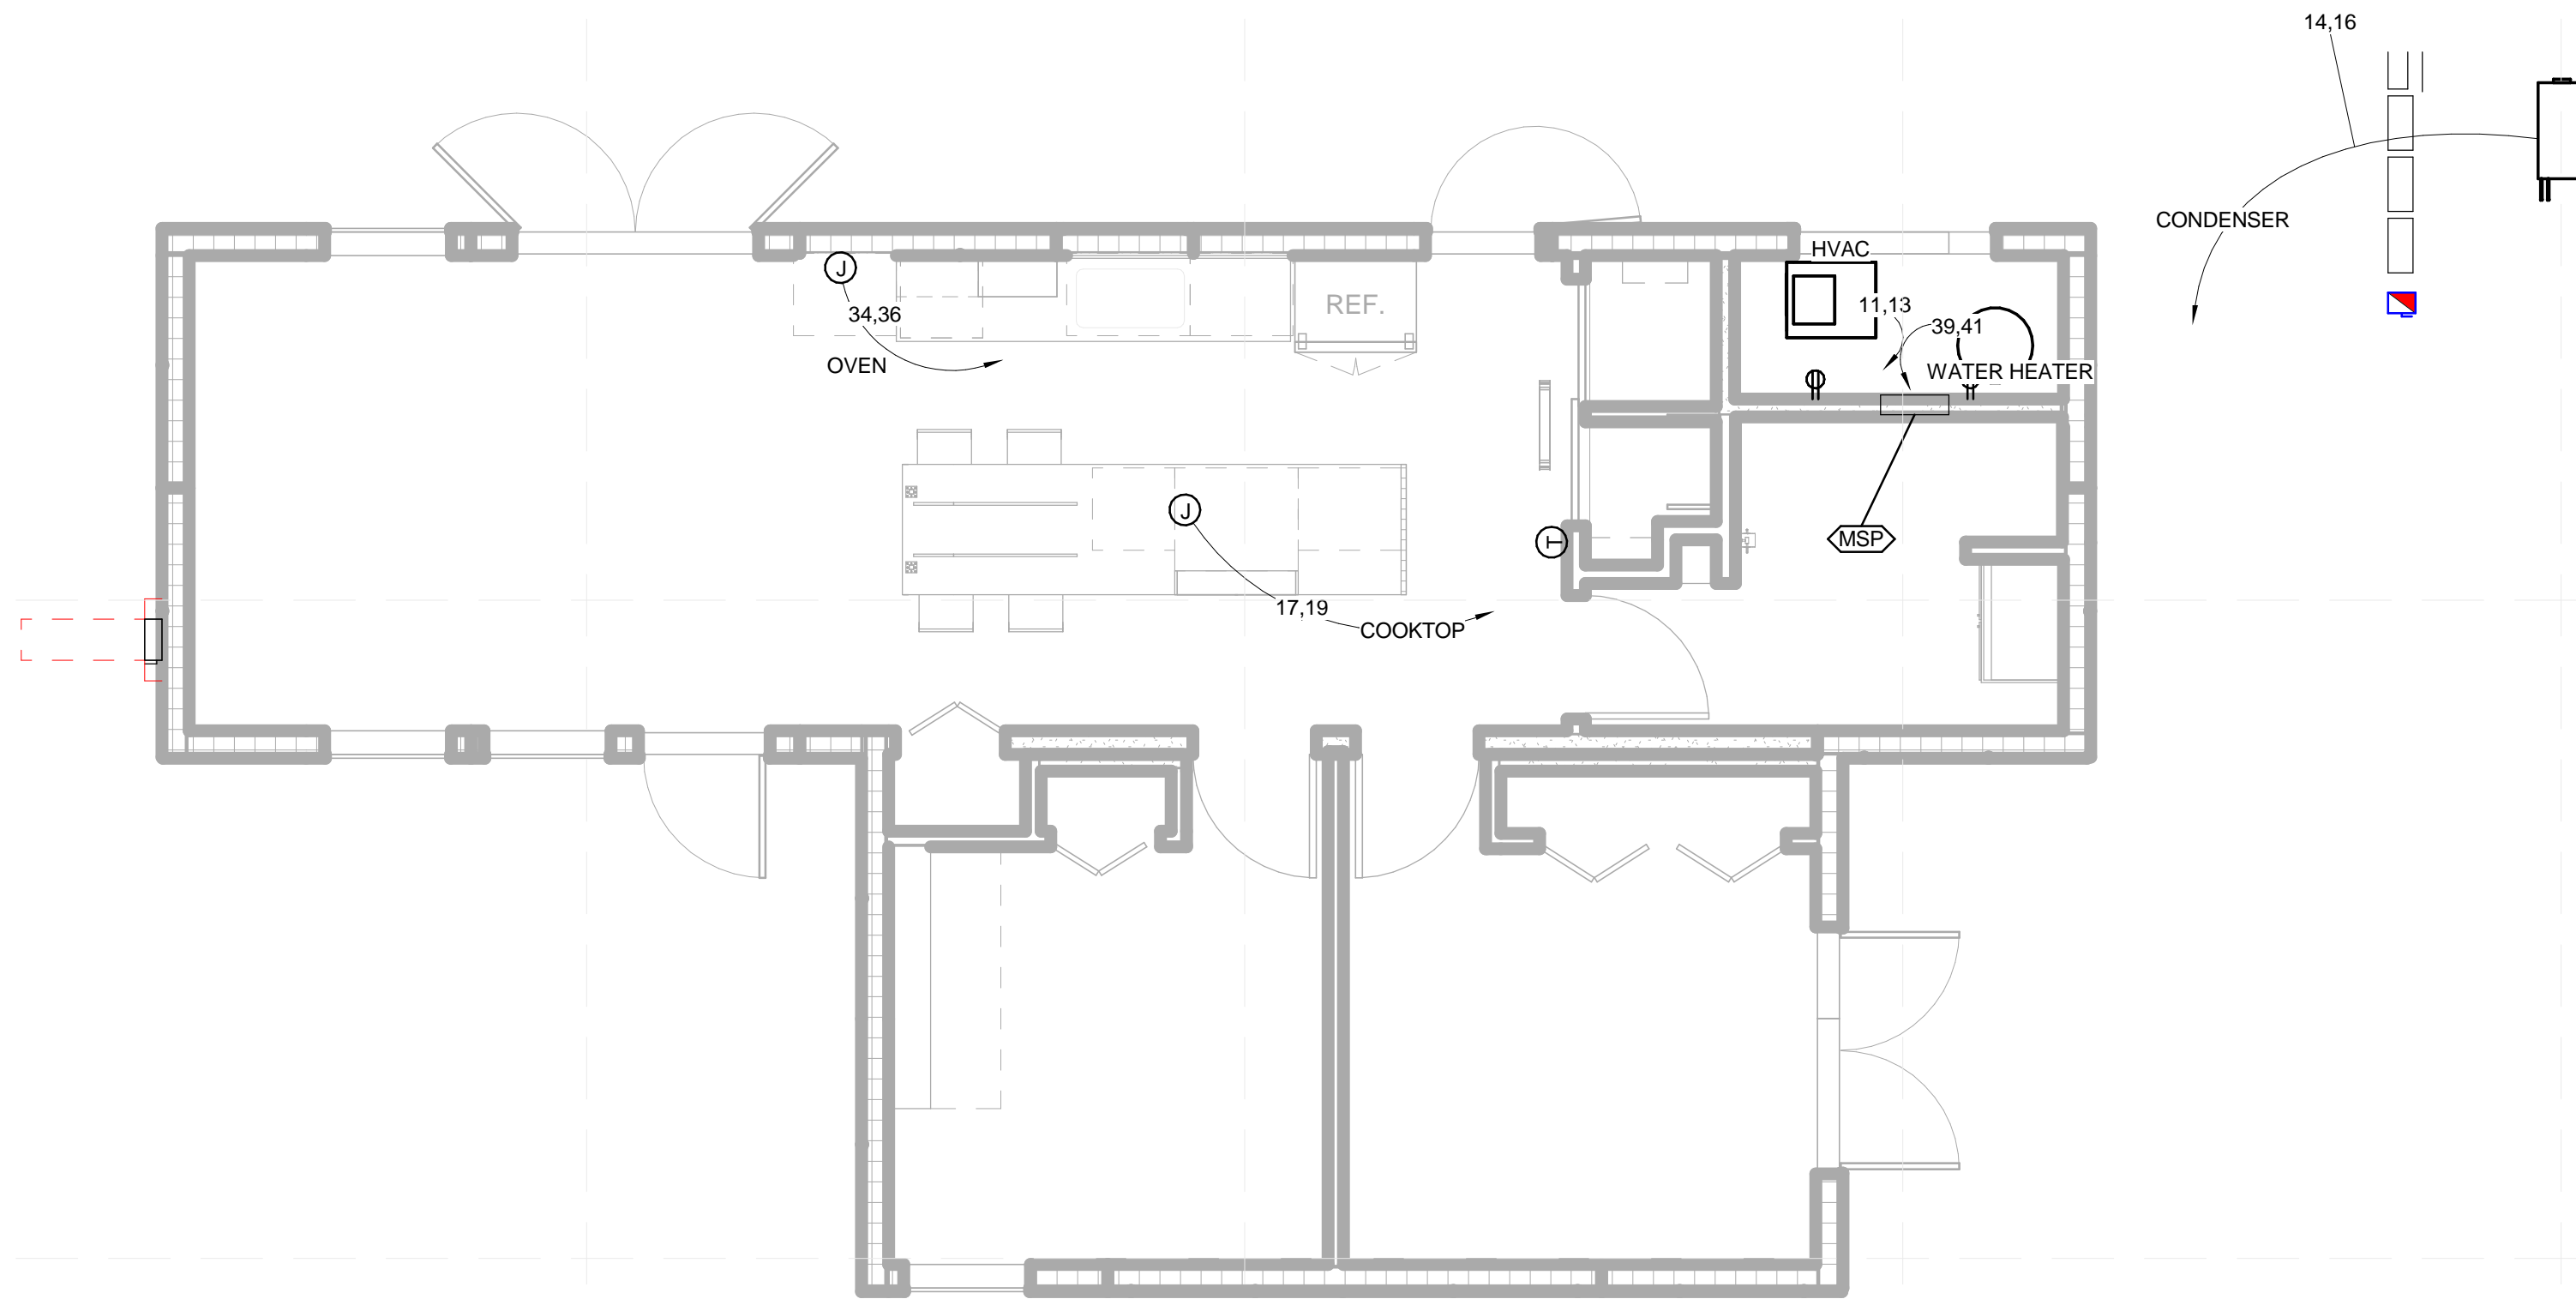 14,16
CONDENSER
HVAC
J
REF.
11,13
34,36
39,41
OVEN
WATER HEATER
J
T
MSP
17,19
COOKTOP